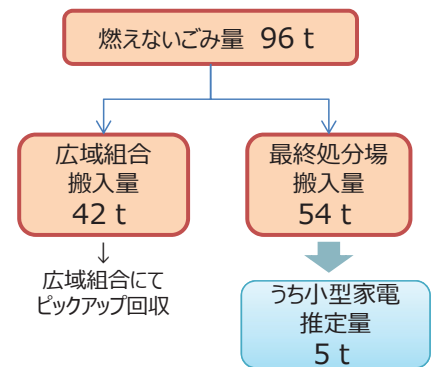 燃えないごみ量 96 t
広域組合
搬入量
42 t
最終処分場
搬入量
54 t
↓
広域組合にて
ピックアップ回収
うち小型家電
推定量
5 t